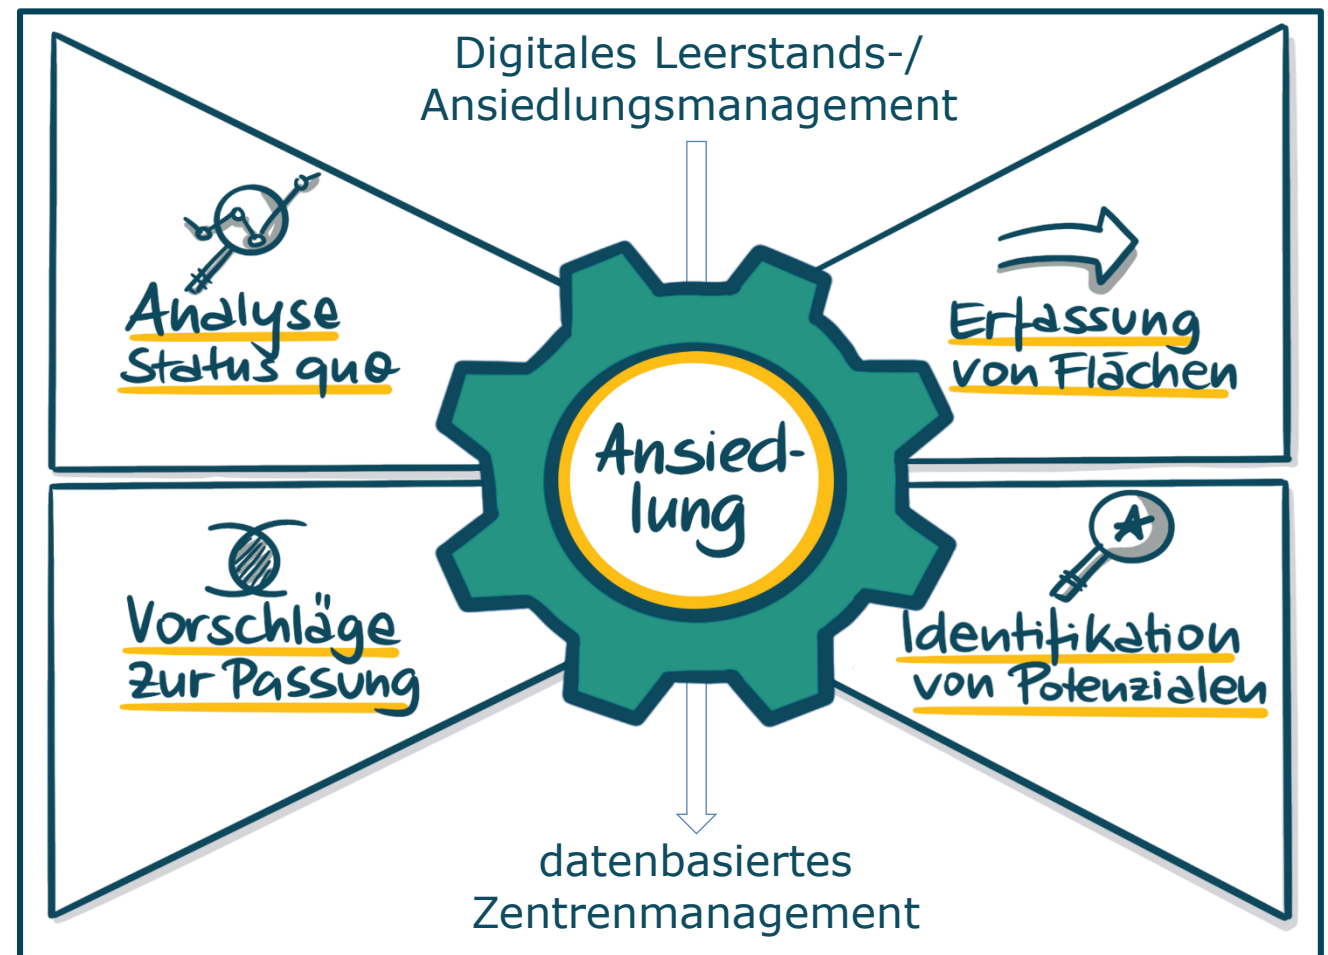 Digitales Leerstands-/
Ansiedlungsmanagement
Analyse
Status quo
Erfassung
von Flächen
Ansied-
lung
Vorschläge
zur Passung
Identifikation
von Potenzialen
datenbasiertes
Zentrenmanagement